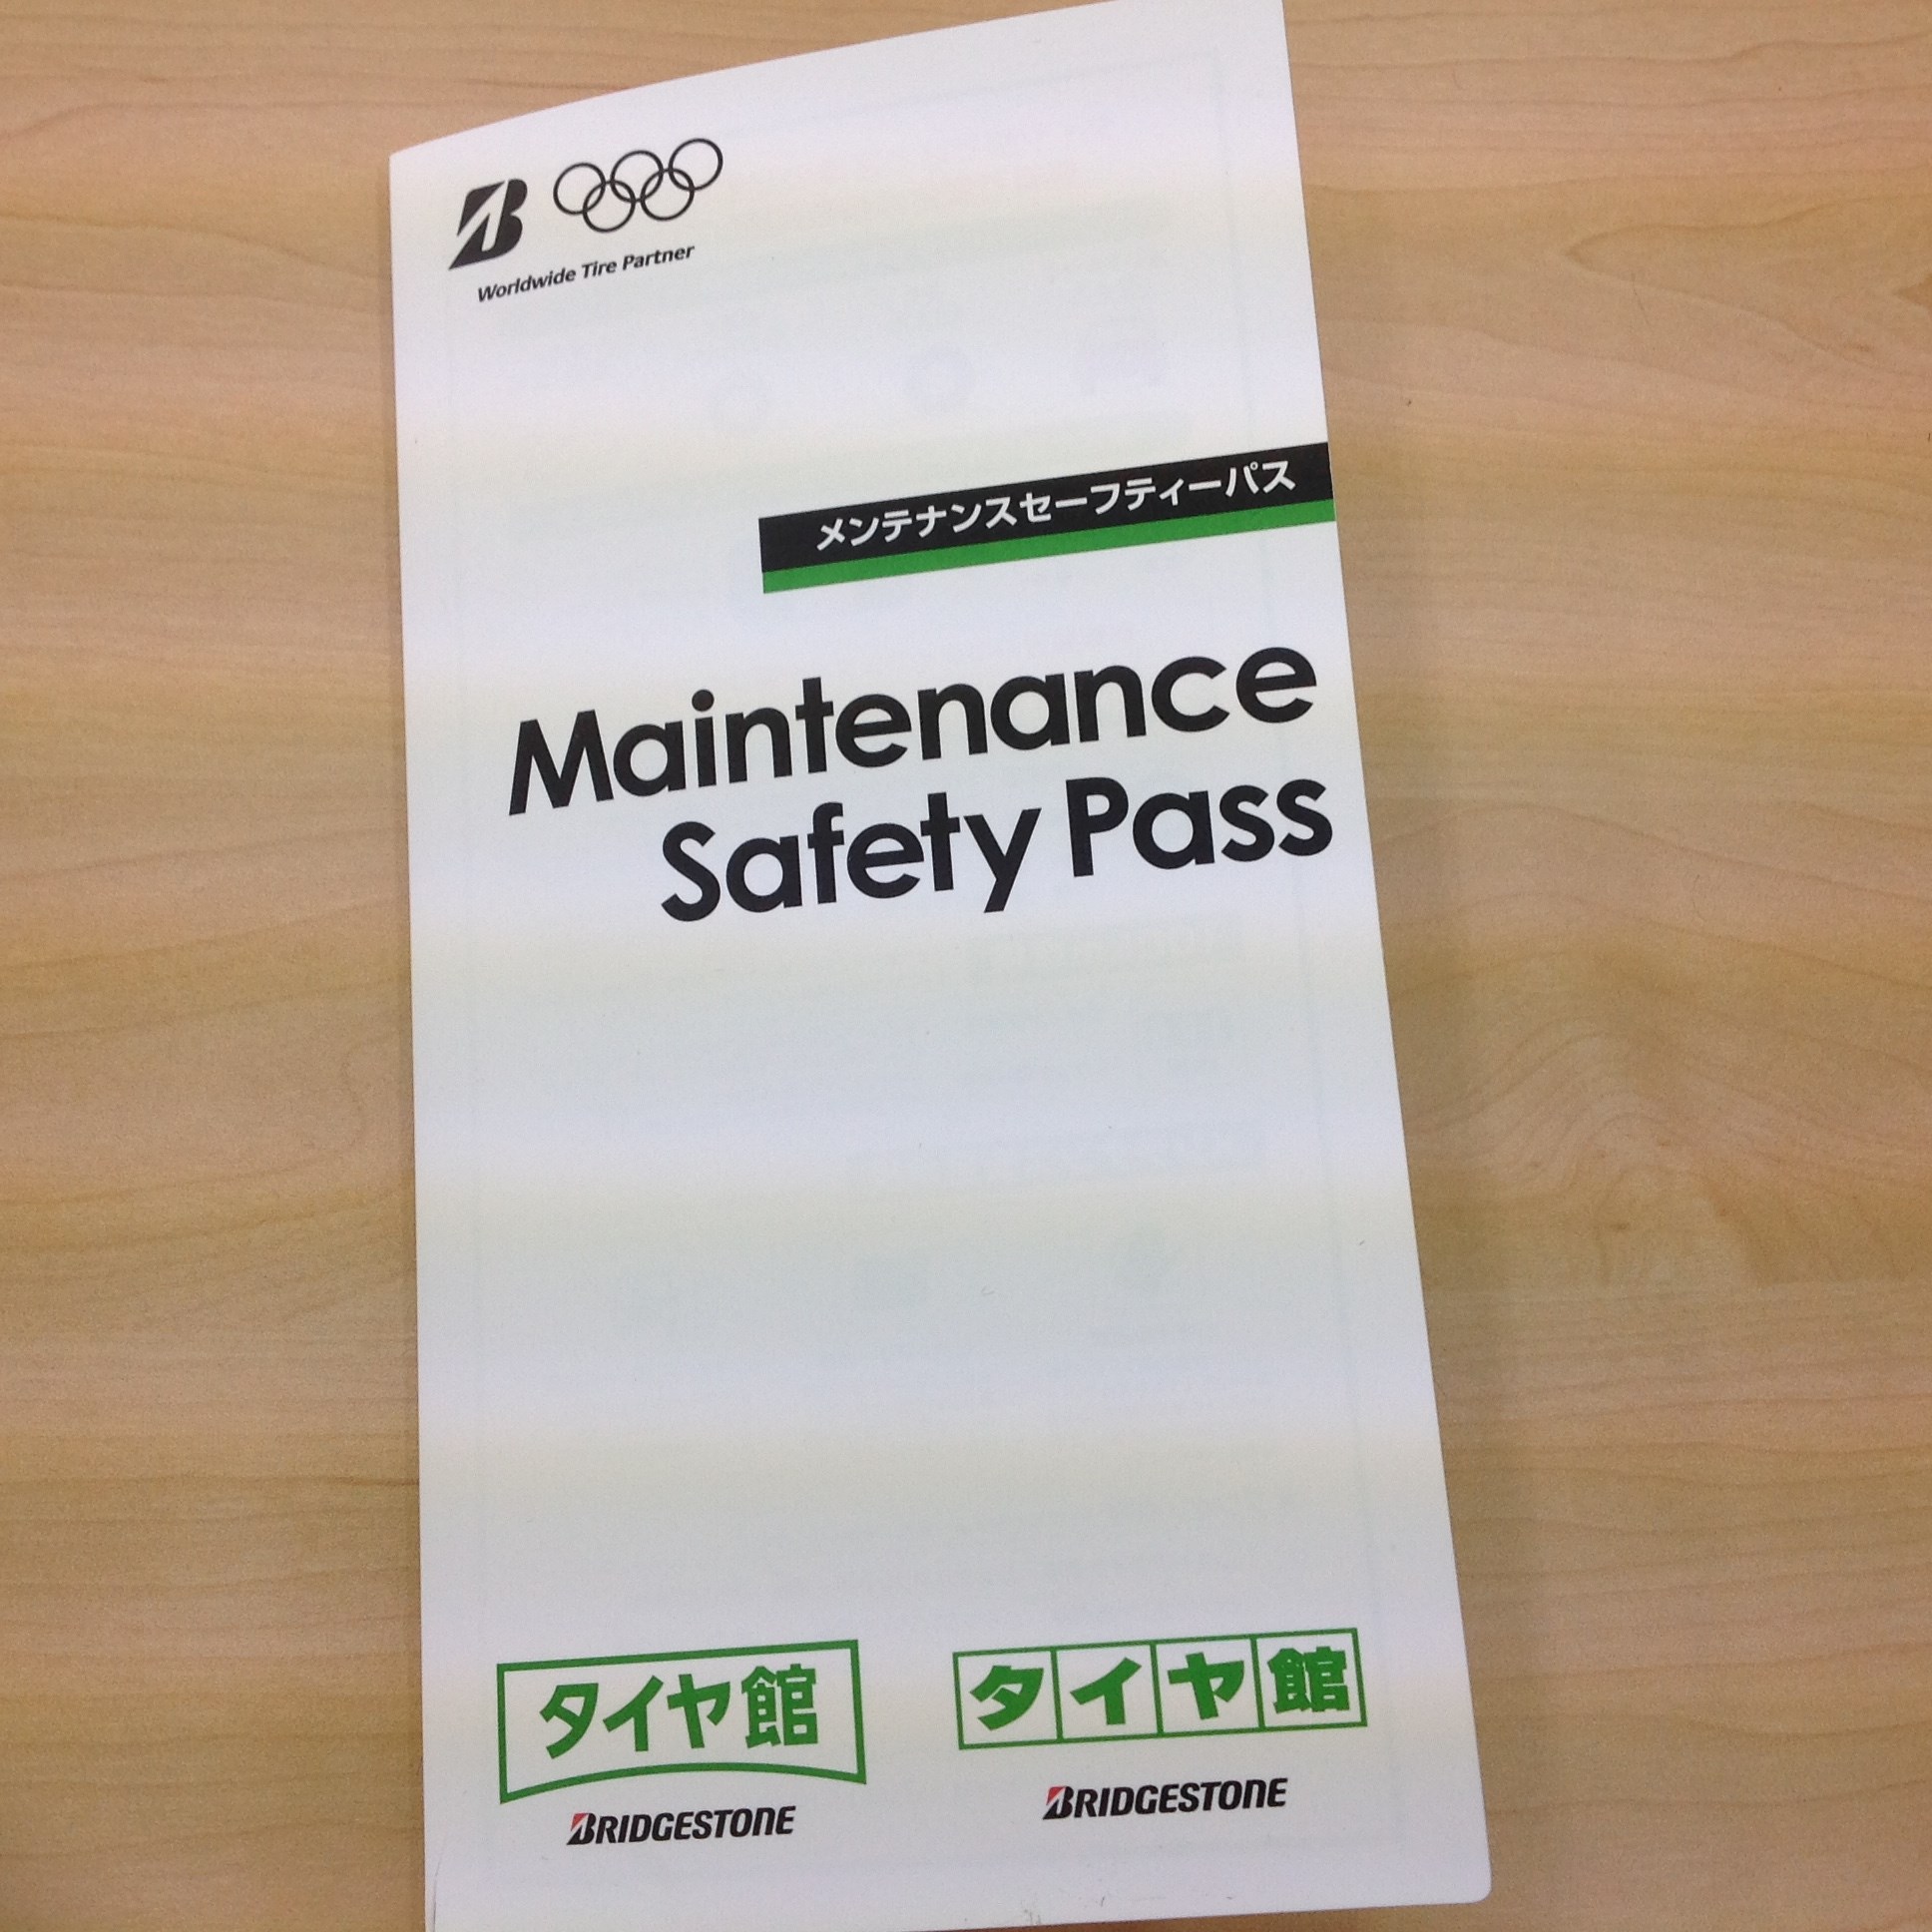 Worldwide Tire Partner
メンテナンスセーフティーパス
Maintenance
Safety Pass
タイヤ館
BRIDGESTONE
タイヤ館
BRIDGESTONE